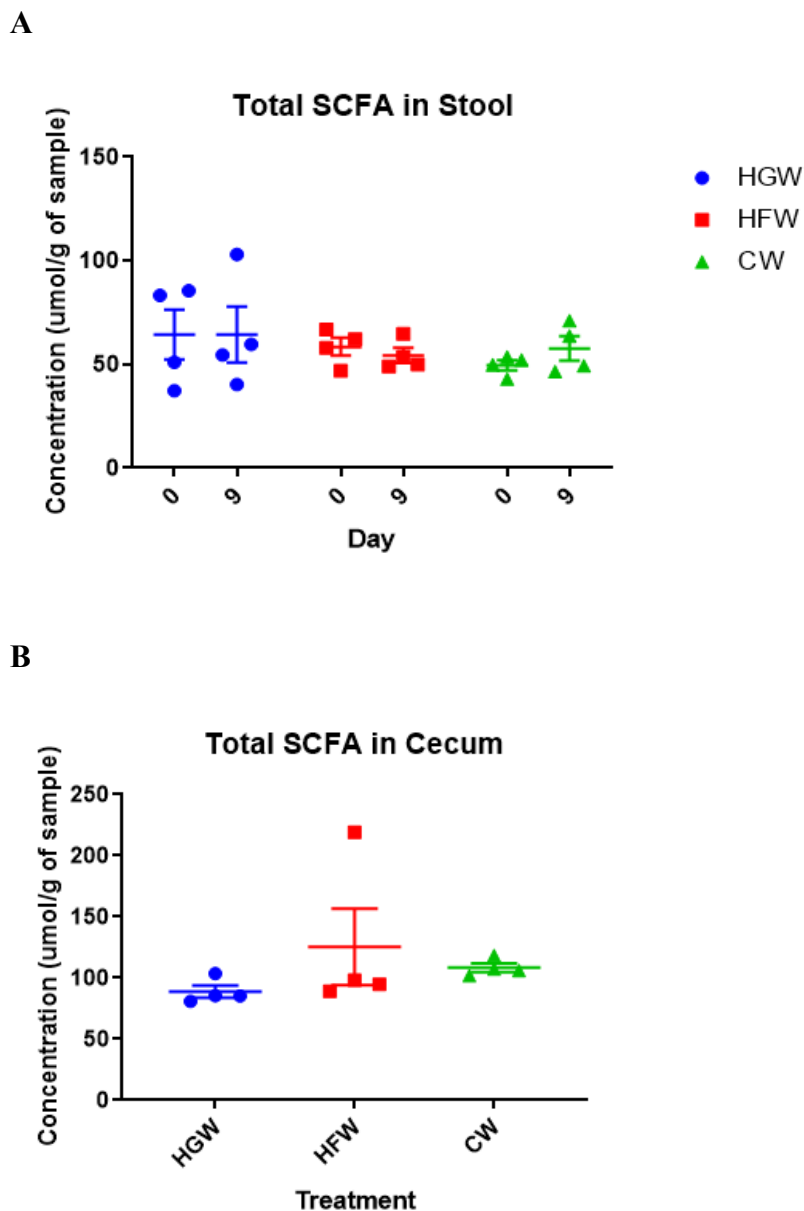 A
Total SCFA in Stool
Concentration (umol/g of sample)
150
100
50
0
0
9
0
9
0
9
Day
HGW
HFW
CW
B
Total SCFA in Cecum
Concentration (umol/g of sample)
250
200
150
100
50
0
HGW
HFW
CW
Treatment